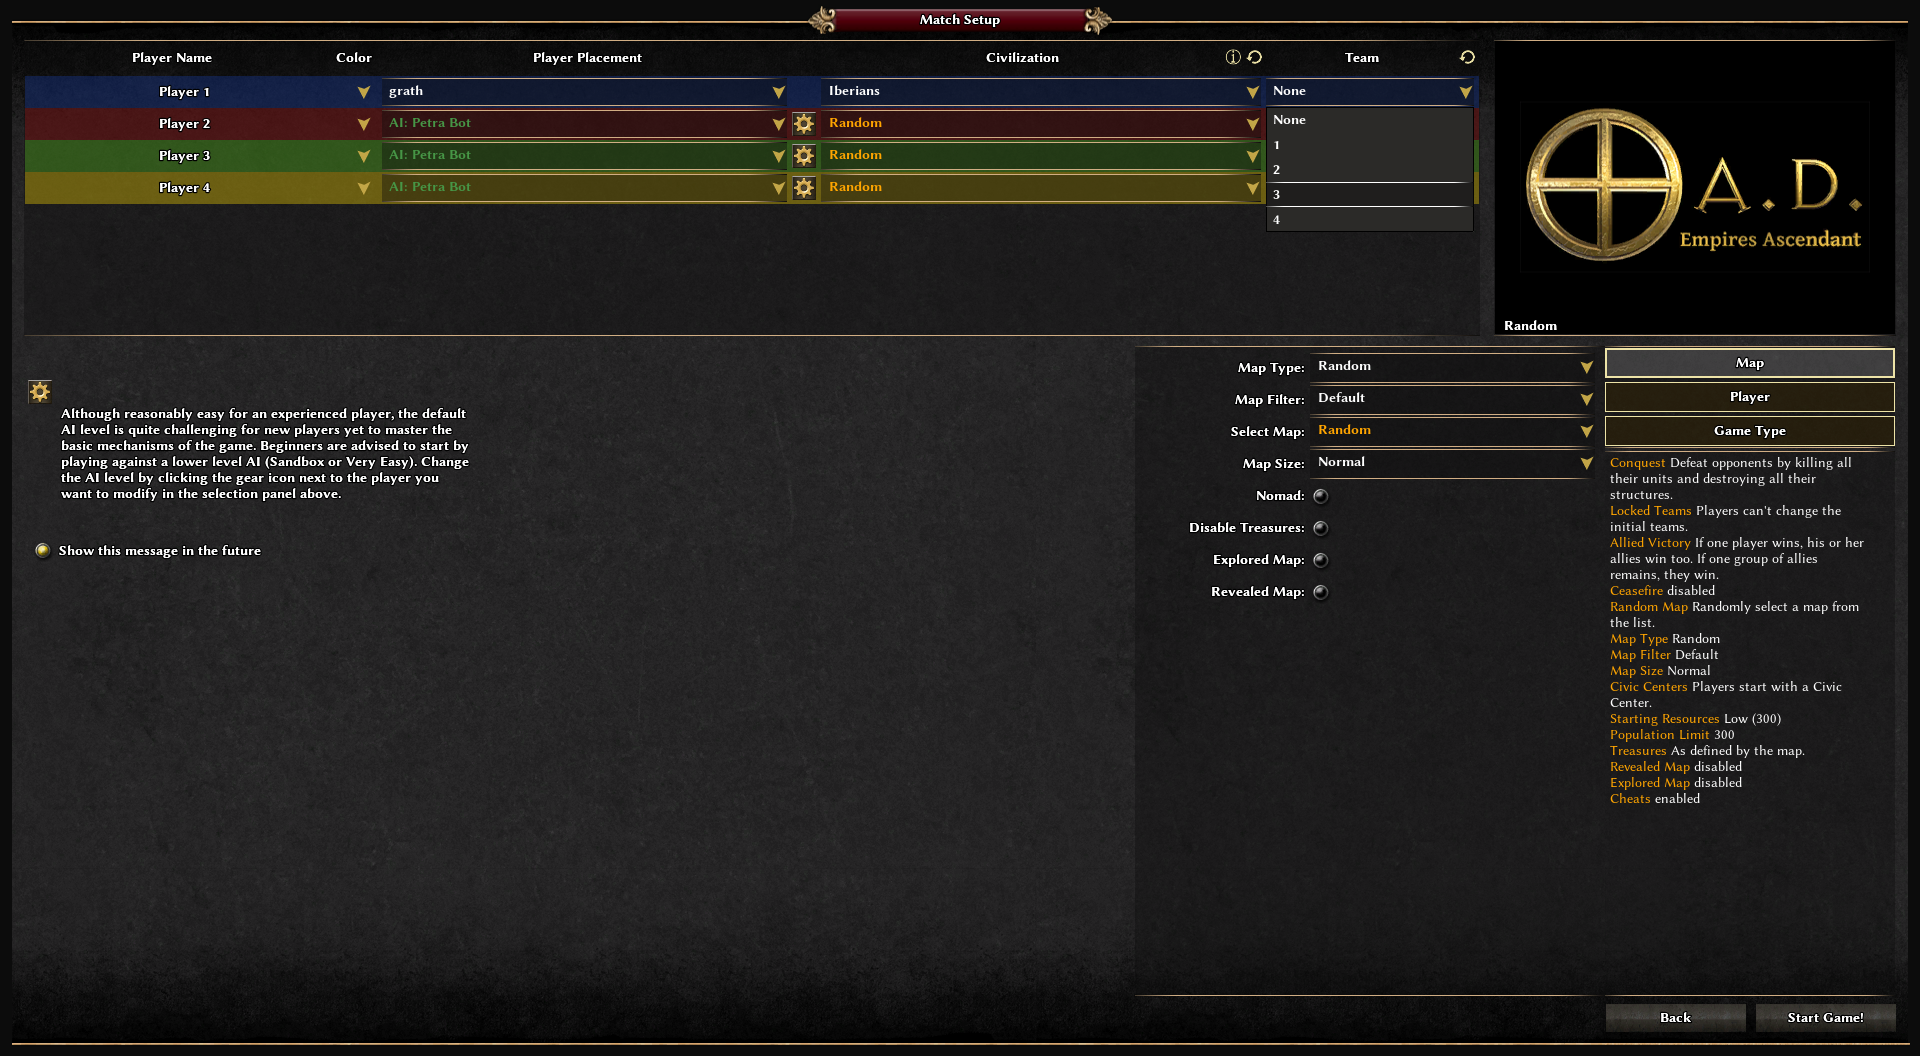 Match Setup
Player Name Color Player Placement Civilization Team
Player 1 grath Iberians None
Player 2 AI: Petra Bot Random
Player 3 AI: Petra Bot Random
Player 4 AI: Petra Bot Random
None
1
2
3
4
A. D.
Empires Ascendant
Random
Although reasonably easy for an experienced player, the default
AI level is quite challenging for new players yet to master the
basic mechanisms of the game. Beginners are advised to start by
playing against a lower level AI (Sandbox or Very Easy). Change
the AI level by clicking the gear icon next to the player you
want to modify in the selection panel above.
Show this message in the future
Map Type: Random
Map Filter: Default
Select Map: Random
Map Size: Normal
Nomad:
Disable Treasures:
Explored Map:
Revealed Map:
Map
Player
Game Type
Conquest Defeat opponents by killing all
their units and destroying all their
structures.
Locked Teams Players can't change the
initial teams.
Allied Victory If one player wins, his or her
allies win too. If one group of allies
remains, they win.
Ceasefire disabled
Random Map Randomly select a map from
the list.
Map Type Random
Map Filter Default
Map Size Normal
Civic Centers Players start with a Civic
Center.
Starting Resources Low (300)
Population Limit 300
Treasures As defined by the map.
Revealed Map disabled
Explored Map disabled
Cheats enabled
Back
Start Game!